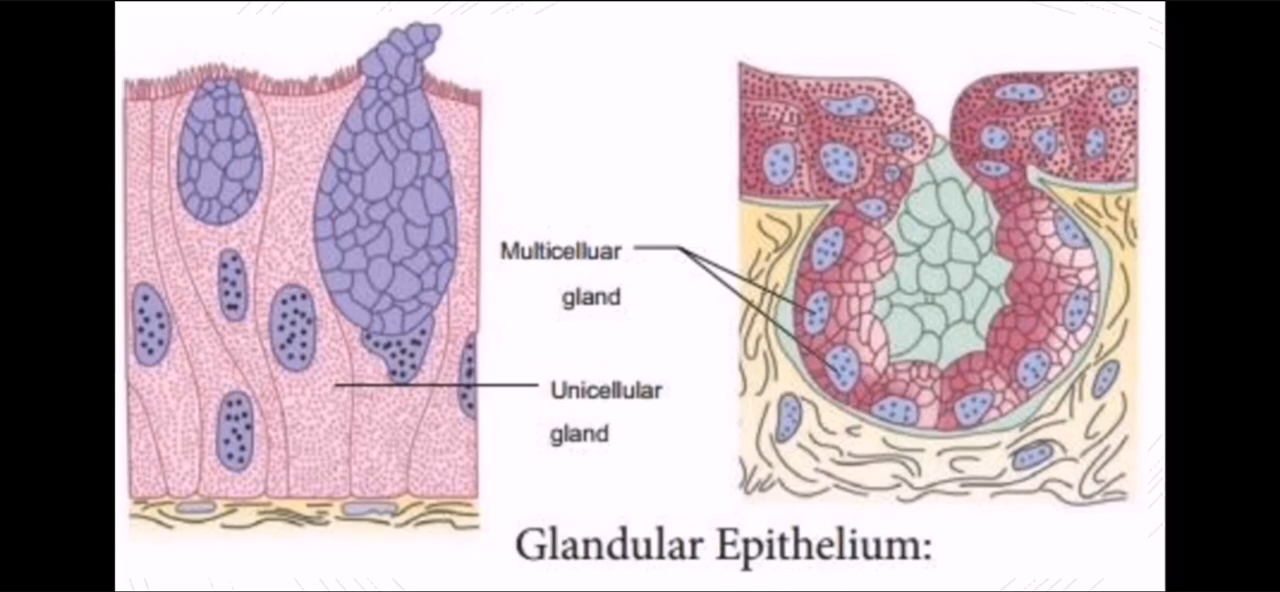 Multicelluar
gland
Unicellular
gland
Glandular Epithelium: